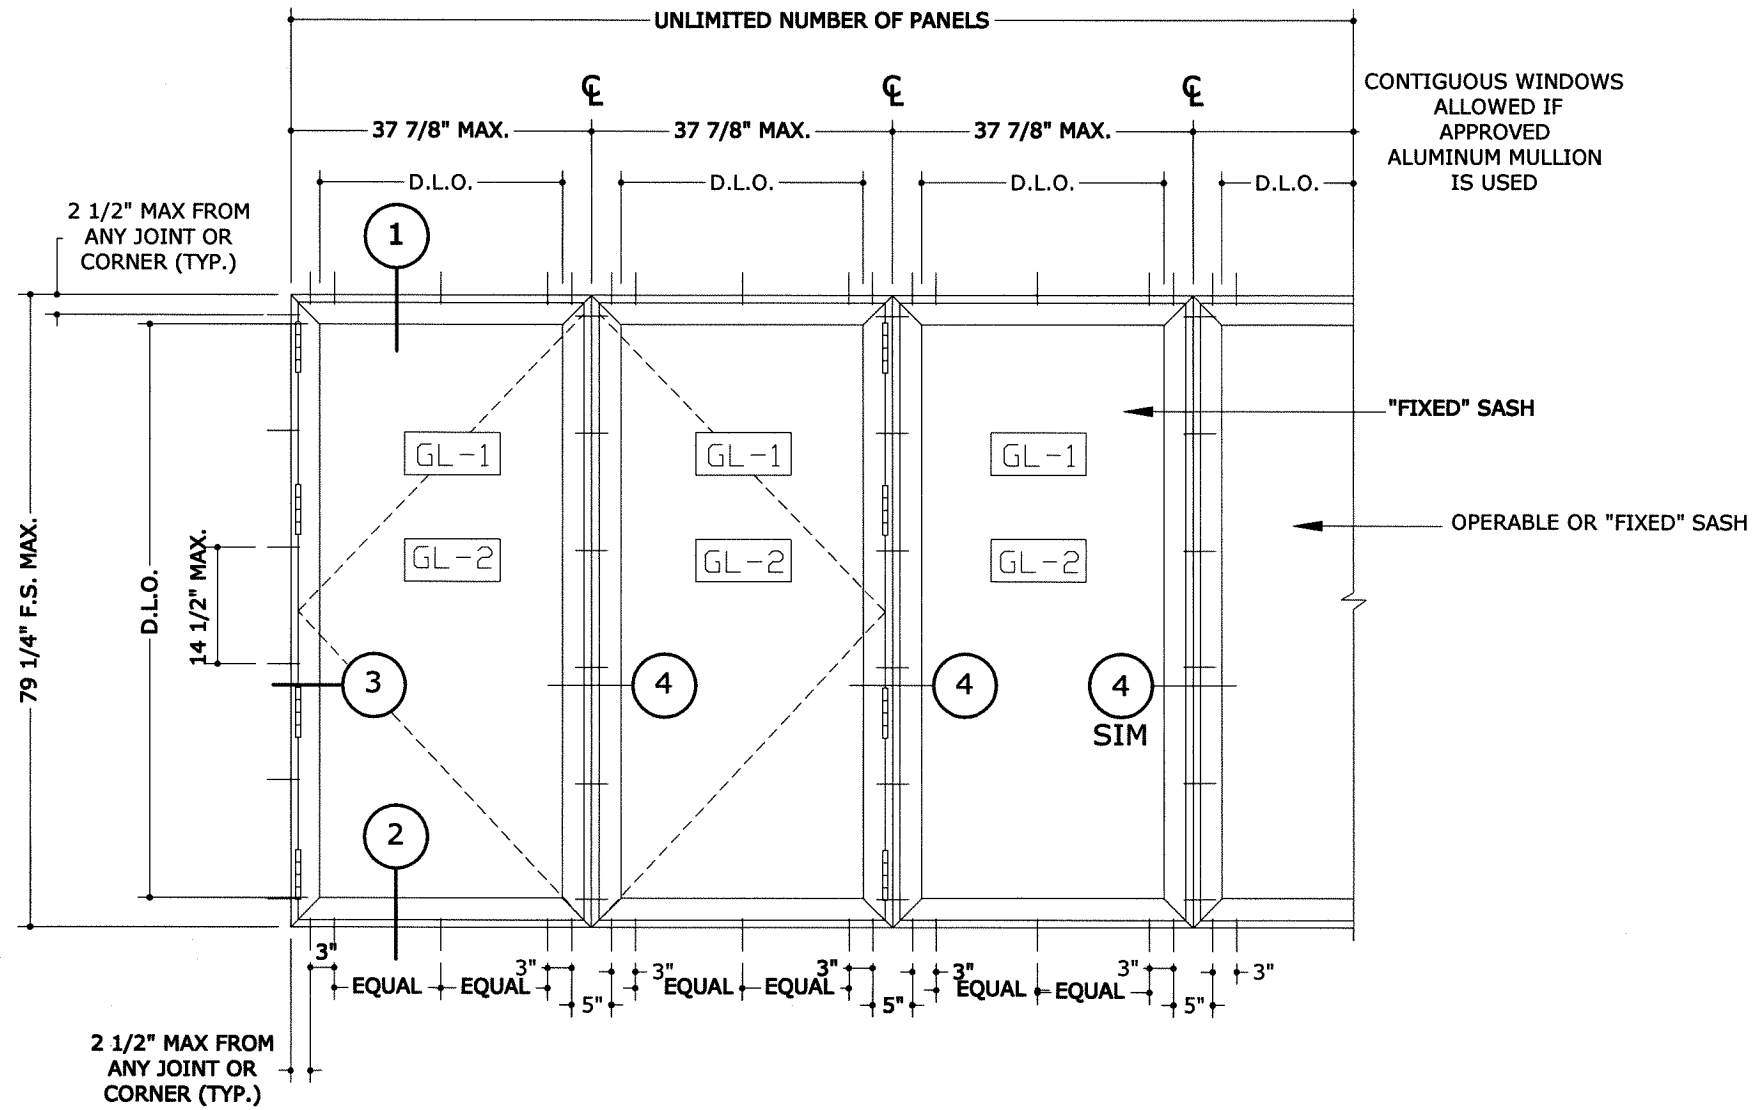 UNLIMITED NUMBER OF PANELS
℄ ℄ ℄
CONTIGUOUS WINDOWS
ALLOWED IF
APPROVED
ALUMINUM MULLION
IS USED
37 7/8" MAX. 37 7/8" MAX. 37 7/8" MAX.
D.L.O. D.L.O. D.L.O. D.L.O.
2 1/2" MAX FROM
ANY JOINT OR
CORNER (TYP.)
1
"FIXED" SASH
GL-1 GL-1 GL-1
OPERABLE OR "FIXED" SASH
GL-2 GL-2 GL-2
79 1/4" F.S. MAX.
D.L.O.
14 1/2" MAX.
3 4 4 4
SIM
2
3" 3" 3" 3" 3" 3" 3"
EQUAL EQUAL EQUAL EQUAL EQUAL EQUAL
5" 5" 5"
2 1/2" MAX FROM
ANY JOINT OR
CORNER (TYP.)